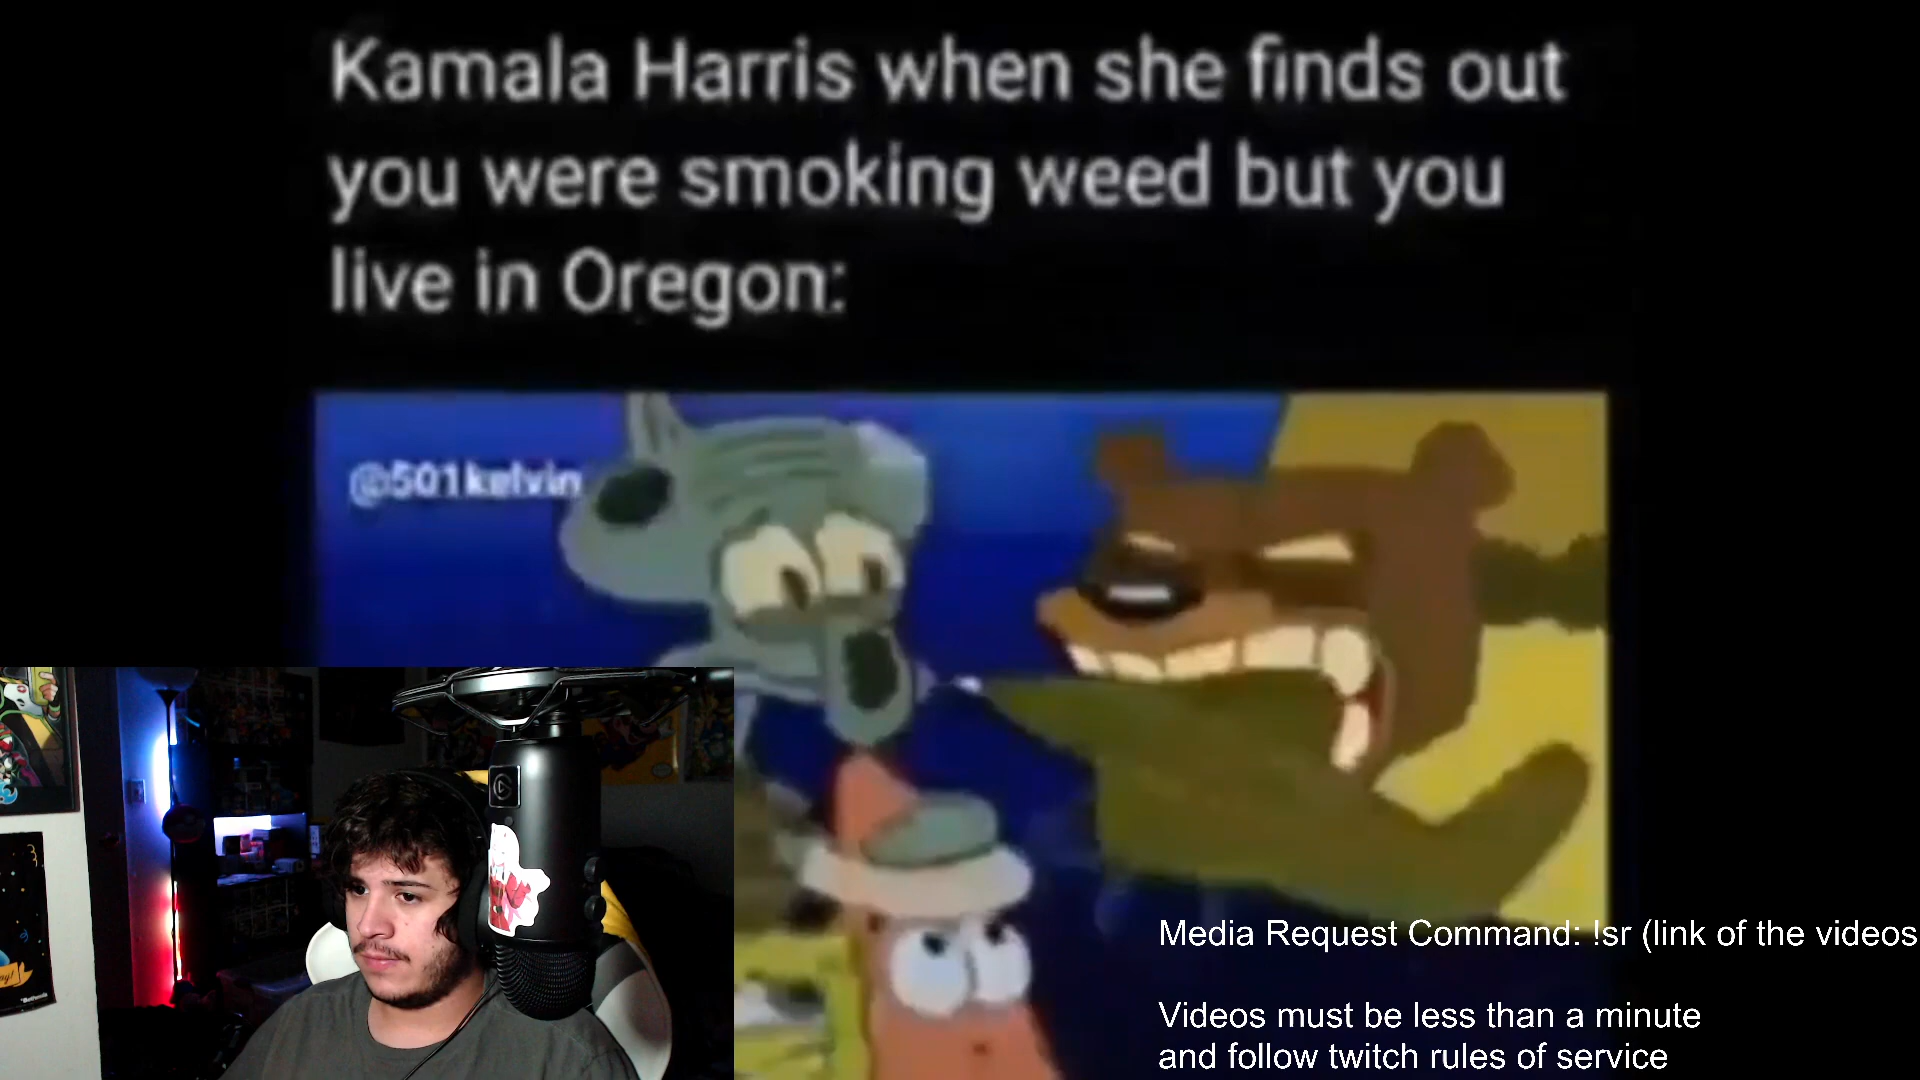 Kamala Harris when she finds out
you were smoking weed but you
live in Oregon:
@501kelvin
Media Request Command: !sr (link of the videos
Videos must be less than a minute
and follow twitch rules of service